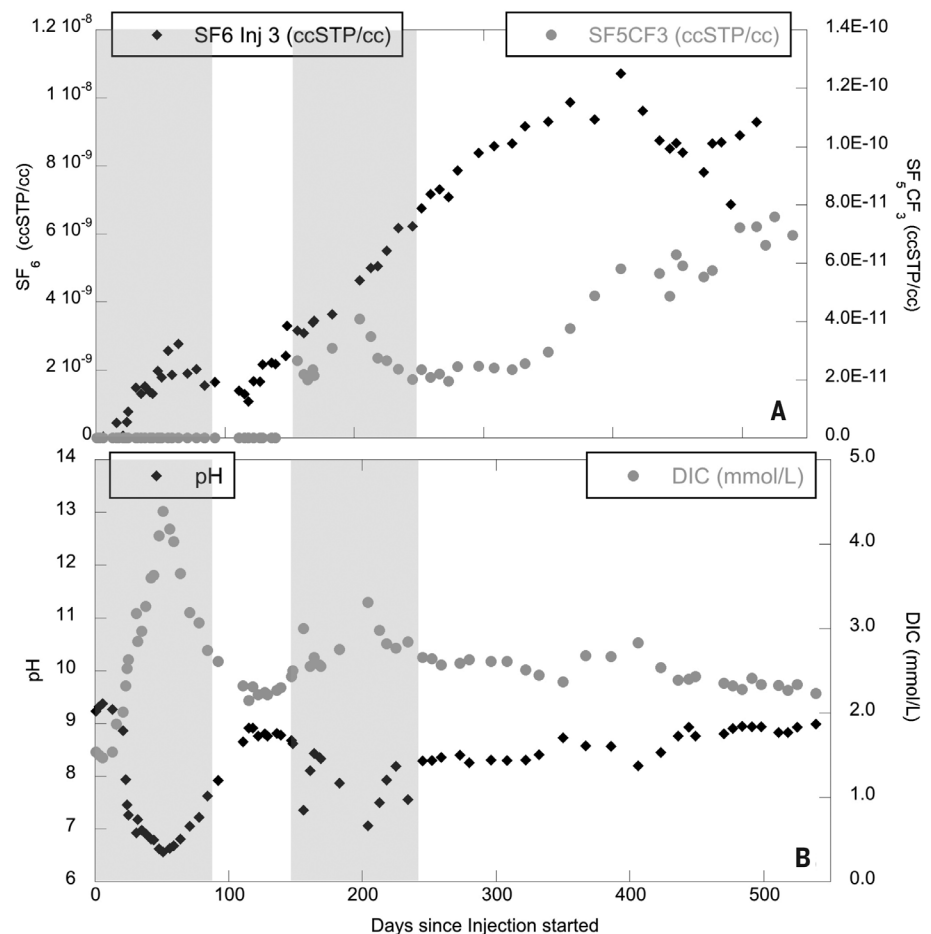 1.2 10-8
SF6 Inj 3 (ccSTP/cc)
SF5CF3 (ccSTP/cc)
1.4E-10
1 10-8
1.2E-10
8 10-9
1.0E-10
6 10-9
8.0E-11
4 10-9
6.0E-11
2 10-9
4.0E-11
0
2.0E-11
0.0
SF6 (ccSTP/cc)
SF5CF3 (ccSTP/cc)
A
14
pH
DIC (mmol/L)
5.0
13
12
4.0
11
10
3.0
9
2.0
8
1.0
7
6
0.0
pH
DIC (mmol/L)
B
0 100 200 300 400 500
Days since Injection started